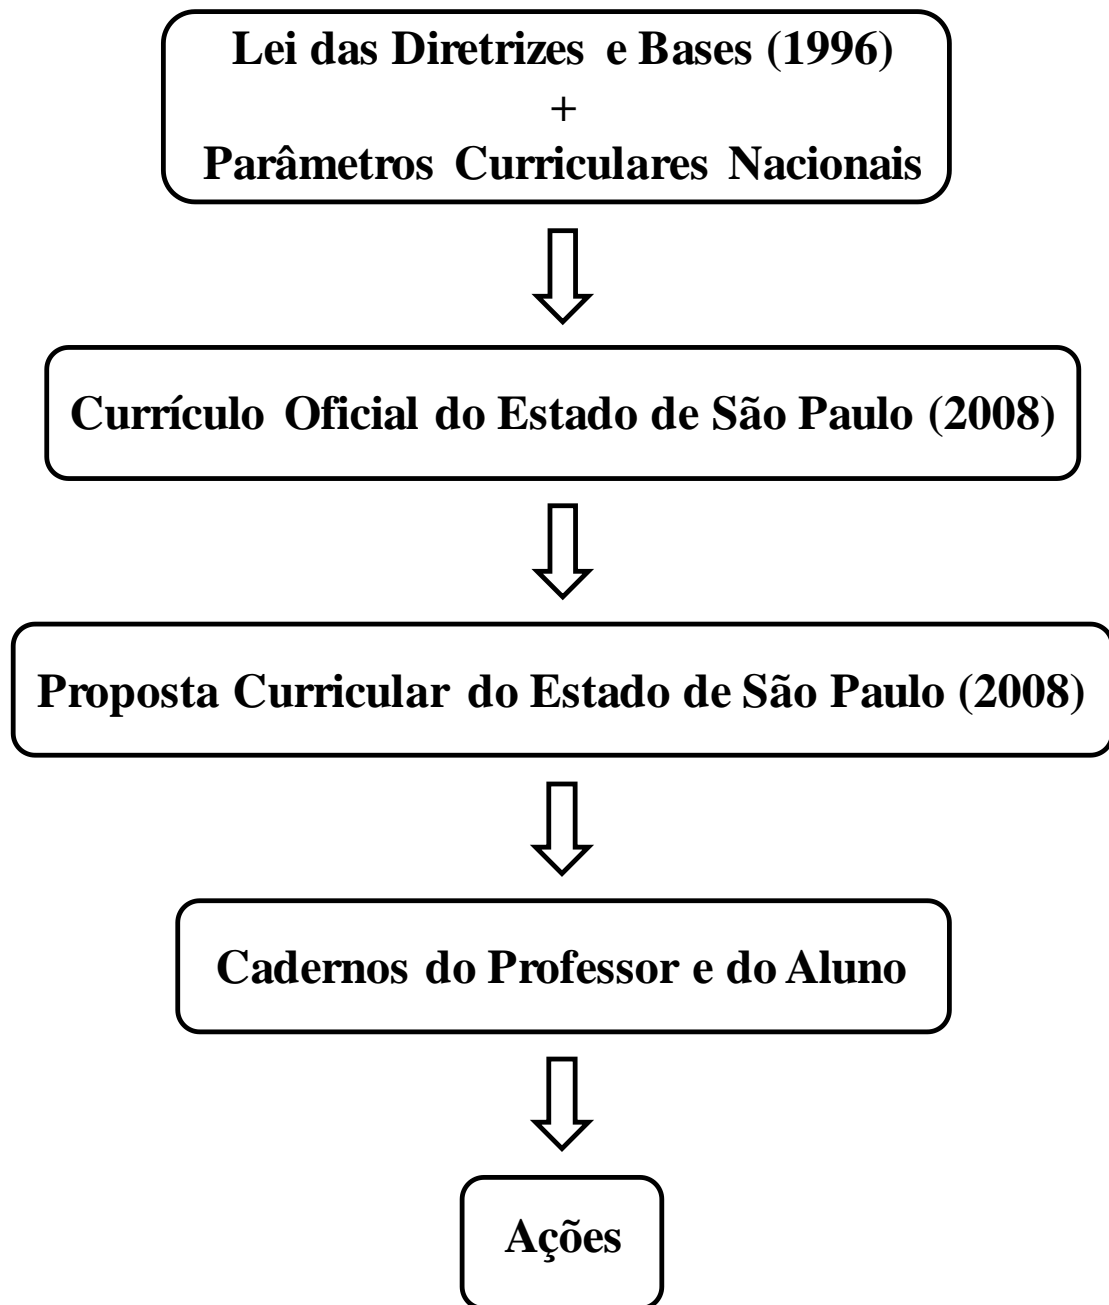 Lei das Diretrizes e Bases (1996)
+
Parâmetros Curriculares Nacionais
Currículo Oficial do Estado de São Paulo (2008)
Proposta Curricular do Estado de São Paulo (2008)
Cadernos do Professor e do Aluno
Ações